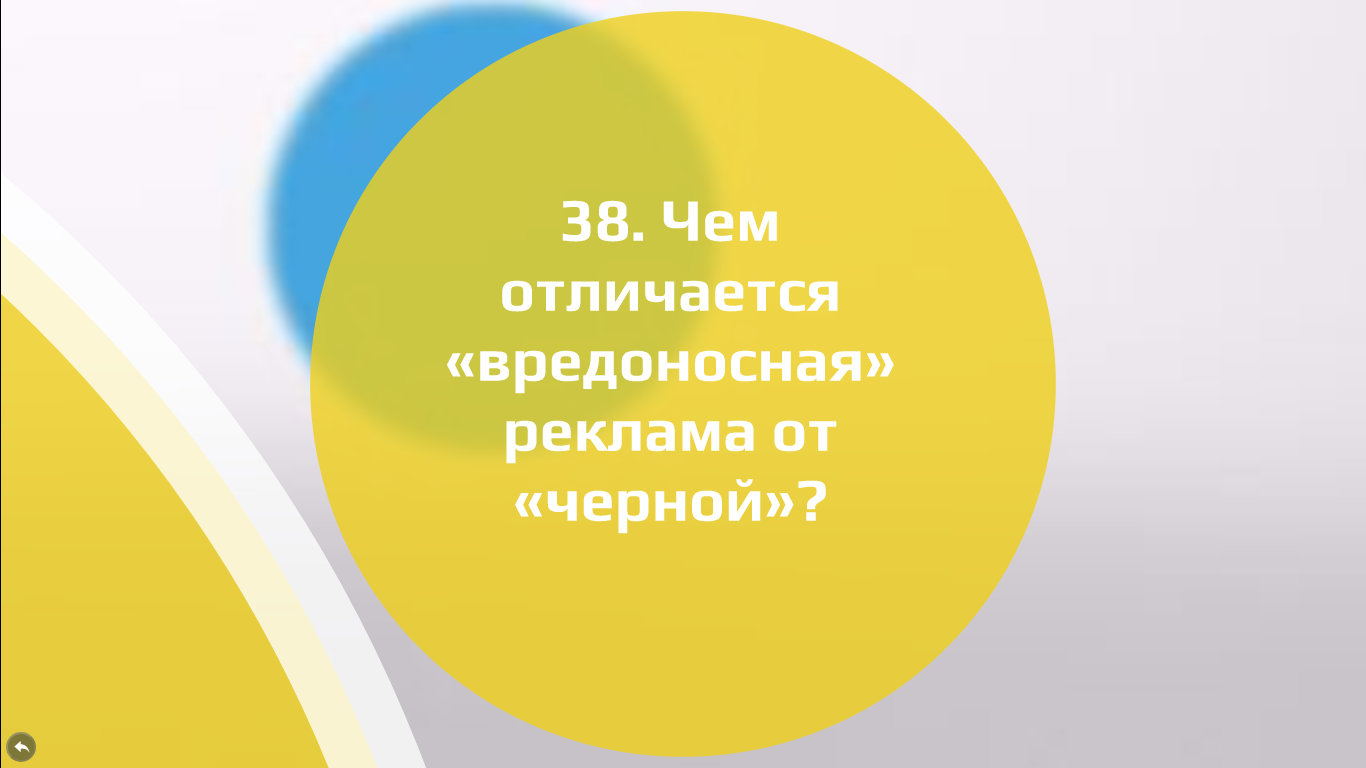 38. Чем
отличается
«вредоносная»
реклама от
«черной»?